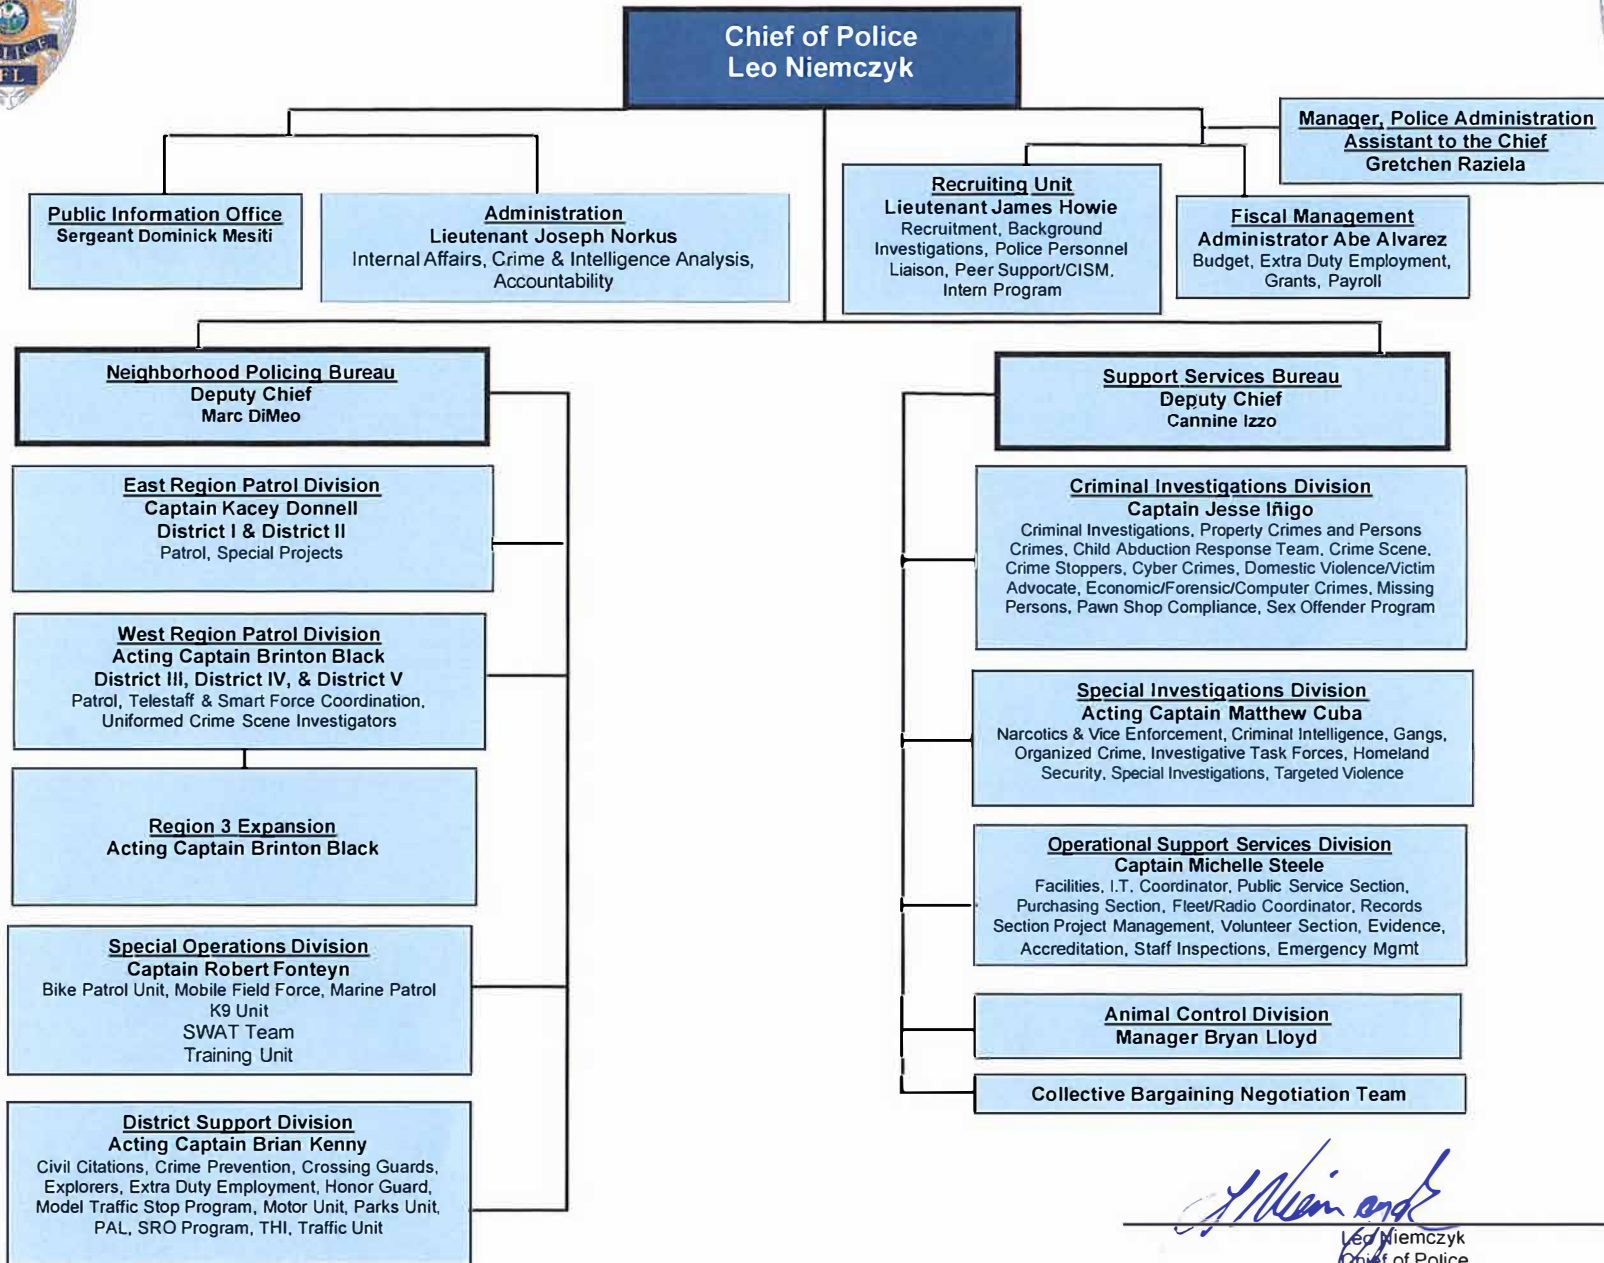 LICE
FL
Chief of Police
Leo Niemczyk
Manager, Police Administration
Assistant to the Chief
Gretchen Raziela
Public Information Office
Sergeant Dominick Mesiti
Administration
Lieutenant Joseph Norkus
Internal Affairs, Crime & Intelligence Analysis,
Accountability
Recruiting Unit
Lieutenant James Howie
Recruitment, Background
Investigations, Police Personnel
Liaison, Peer Support/CISM,
Intern Program
Fiscal Management
Administrator Abe Alvarez
Budget, Extra Duty Employment,
Grants, Payroll
Neighborhood Policing Bureau
Deputy Chief
Marc DiMeo
East Region Patrol Division
Captain Kacey Donnell
District I & District II
Patrol, Special Projects
West Region Patrol Division
Acting Captain Brinton Black
District III, District IV, & District V
Patrol, Telestaff & Smart Force Coordination,
Uniformed Crime Scene Investigators
Region 3 Expansion
Acting Captain Brinton Black
Special Operations Division
Captain Robert Fonteyn
Bike Patrol Unit, Mobile Field Force, Marine Patrol
K9 Unit
SWAT Team
Training Unit
District Support Division
Acting Captain Brian Kenny
Civil Citations, Crime Prevention, Crossing Guards,
Explorers, Extra Duty Employment, Honor Guard,
Model Traffic Stop Program, Motor Unit, Parks Unit,
PAL, SRO Program, THI, Traffic Unit
Support Services Bureau
Deputy Chief
Canmine Izzo
Criminal Investigations Division
Captain Jesse Iñigo
Criminal Investigations, Property Crimes and Persons
Crimes, Child Abduction Response Team, Crime Scene,
Crime Stoppers, Cyber Crimes, Domestic Violence/Victim
Advocate, Economic/Forensic/Computer Crimes, Missing
Persons, Pawn Shop Compliance, Sex Offender Program
Special Investigations Division
Acting Captain Matthew Cuba
Narcotics & Vice Enforcement, Criminal Intelligence, Gangs,
Organized Crime, Investigative Task Forces, Homeland
Security, Special Investigations, Targeted Violence
Operational Support Services Division
Captain Michelle Steele
Facilities, I.T. Coordinator, Public Service Section,
Purchasing Section, Fleet/Radio Coordinator, Records
Section Project Management, Volunteer Section, Evidence,
Accreditation, Staff Inspections, Emergency Mgmt
Animal Control Division
Manager Bryan Lloyd
Collective Bargaining Negotiation Team
Leo Niemczyk
Chief of Police